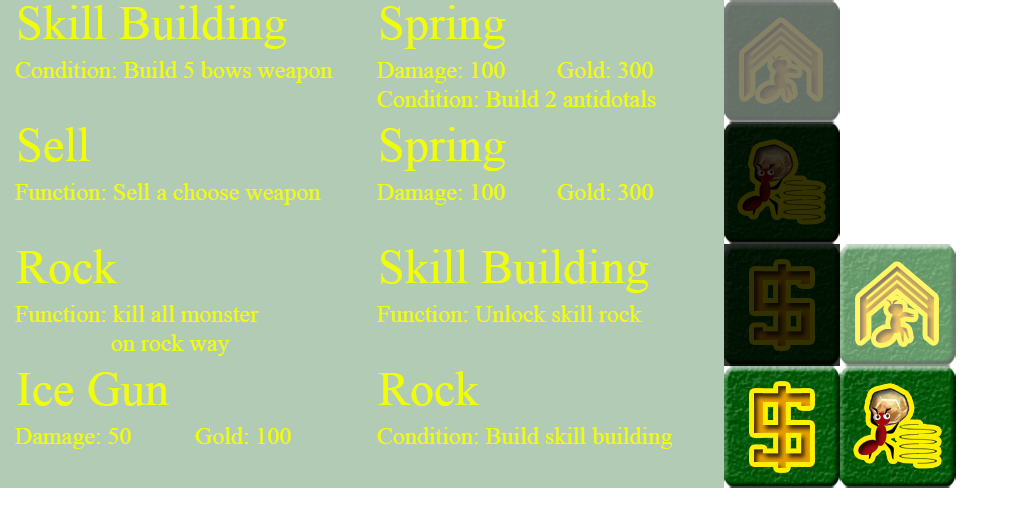 Skill Building
Condition: Build 5 bows weapon
Spring
Damage: 100 Gold: 300
Condition: Build 2 antidotals
Sell
Function: Sell a choose weapon
Spring
Damage: 100 Gold: 300
Rock
Function: kill all monster
on rock way
Skill Building
Function: Unlock skill rock
Ice Gun
Damage: 50 Gold: 100
Rock
Condition: Build skill building
$
$